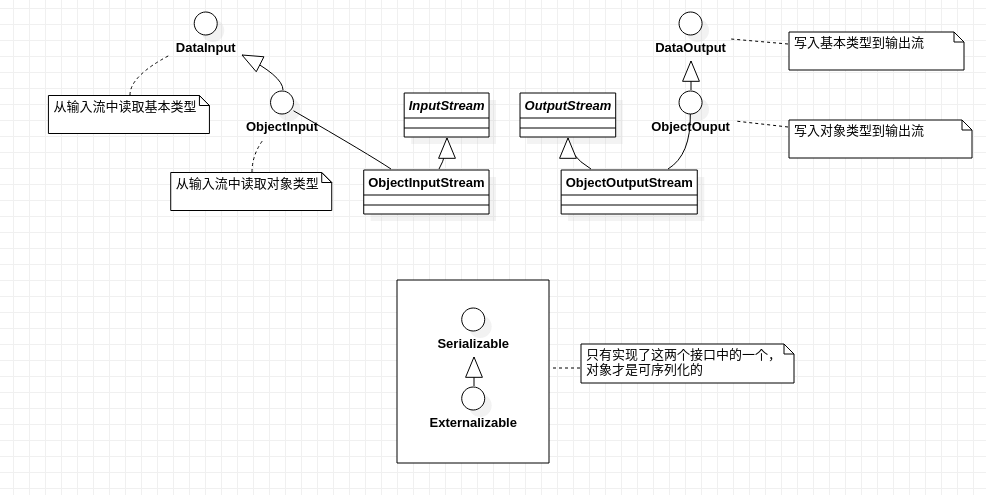 DataInput
DataOutput
写入基本类型到输出流
从输入流中读取基本类型
ObjectInput
InputStream
OutputStream
ObjectOuput
写入对象类型到输出流
从输入流中读取对象类型
ObjectInputStream
ObjectOutputStream
Serializable
Externalizable
只有实现了这两个接口中的一个，
对象才是可序列化的